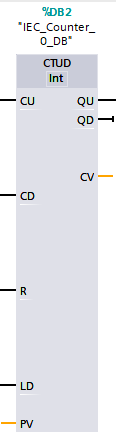 %DB2
"IEC_Counter_
0_DB"
CTUD
Int
CU QU
QD
CV
CD
R
LD
PV